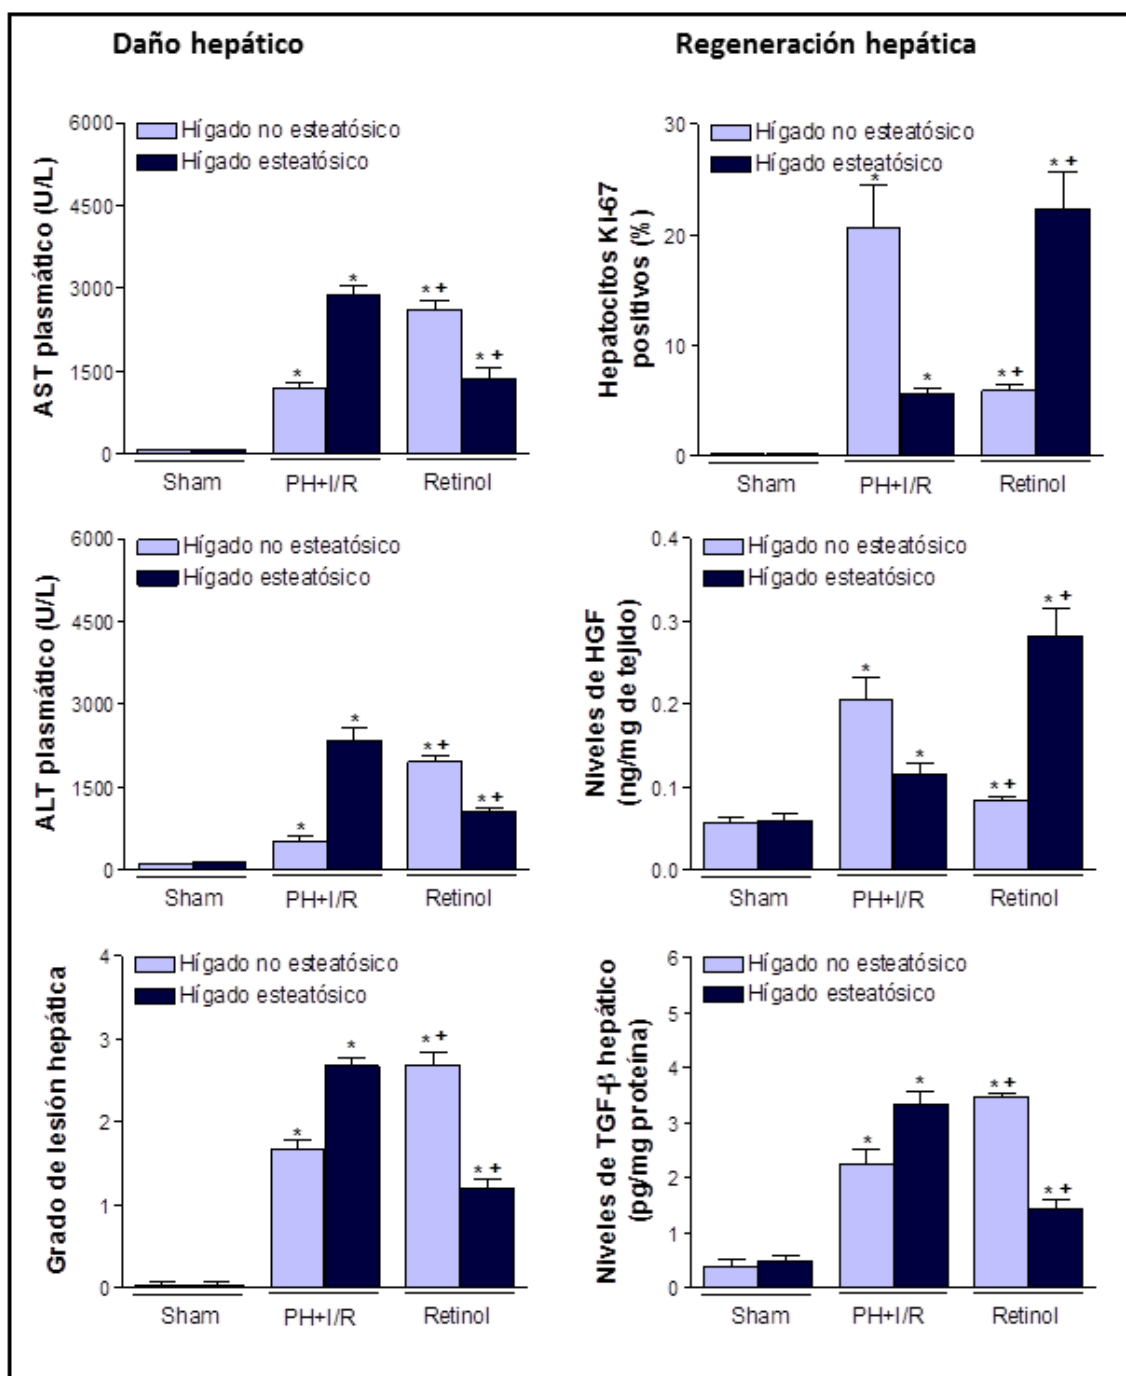 Daño hepático
AST plasmático (U/L)
6000
4500
3000
1500
0
Hígado no esteatósico
Hígado esteatósico
*
*
* +
* +
Sham
PH+I/R
Retinol
ALT plasmático (U/L)
6000
4500
3000
1500
0
Hígado no esteatósico
Hígado esteatósico
*
*
* +
* +
Sham
PH+I/R
Retinol
Grado de lesión hepática
4
3
2
1
0
Hígado no esteatósico
Hígado esteatósico
*
*
* +
* +
Sham
PH+I/R
Retinol
Regeneración hepática
Hepatocitos Ki-67
positivos (%)
30
20
10
0
Hígado no esteatósico
Hígado esteatósico
*
*
* +
* +
Sham
PH+I/R
Retinol
Niveles de HGF
(ng/mg de tejido)
0.4
0.3
0.2
0.1
0.0
Hígado no esteatósico
Hígado esteatósico
*
*
* +
* +
Sham
PH+I/R
Retinol
Niveles de TGF-β hepático
(pg/mg proteína)
6
5
4
3
2
1
0
Hígado no esteatósico
Hígado esteatósico
*
*
* +
* +
Sham
PH+I/R
Retinol